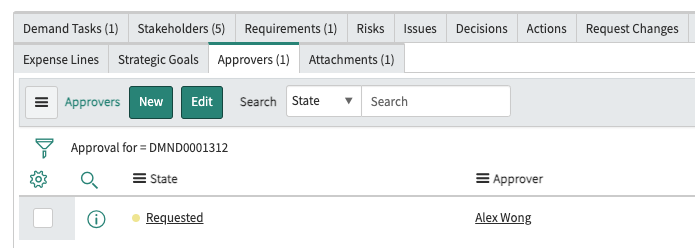 Demand Tasks (1) Stakeholders (5) Requirements (1) Risks Issues Decisions Actions Request Changes
Expense Lines Strategic Goals Approvers (1) Attachments (1)
Approvers New Edit Search State Search
Approval for = DMND0001312
State Approver
Requested Alex Wong